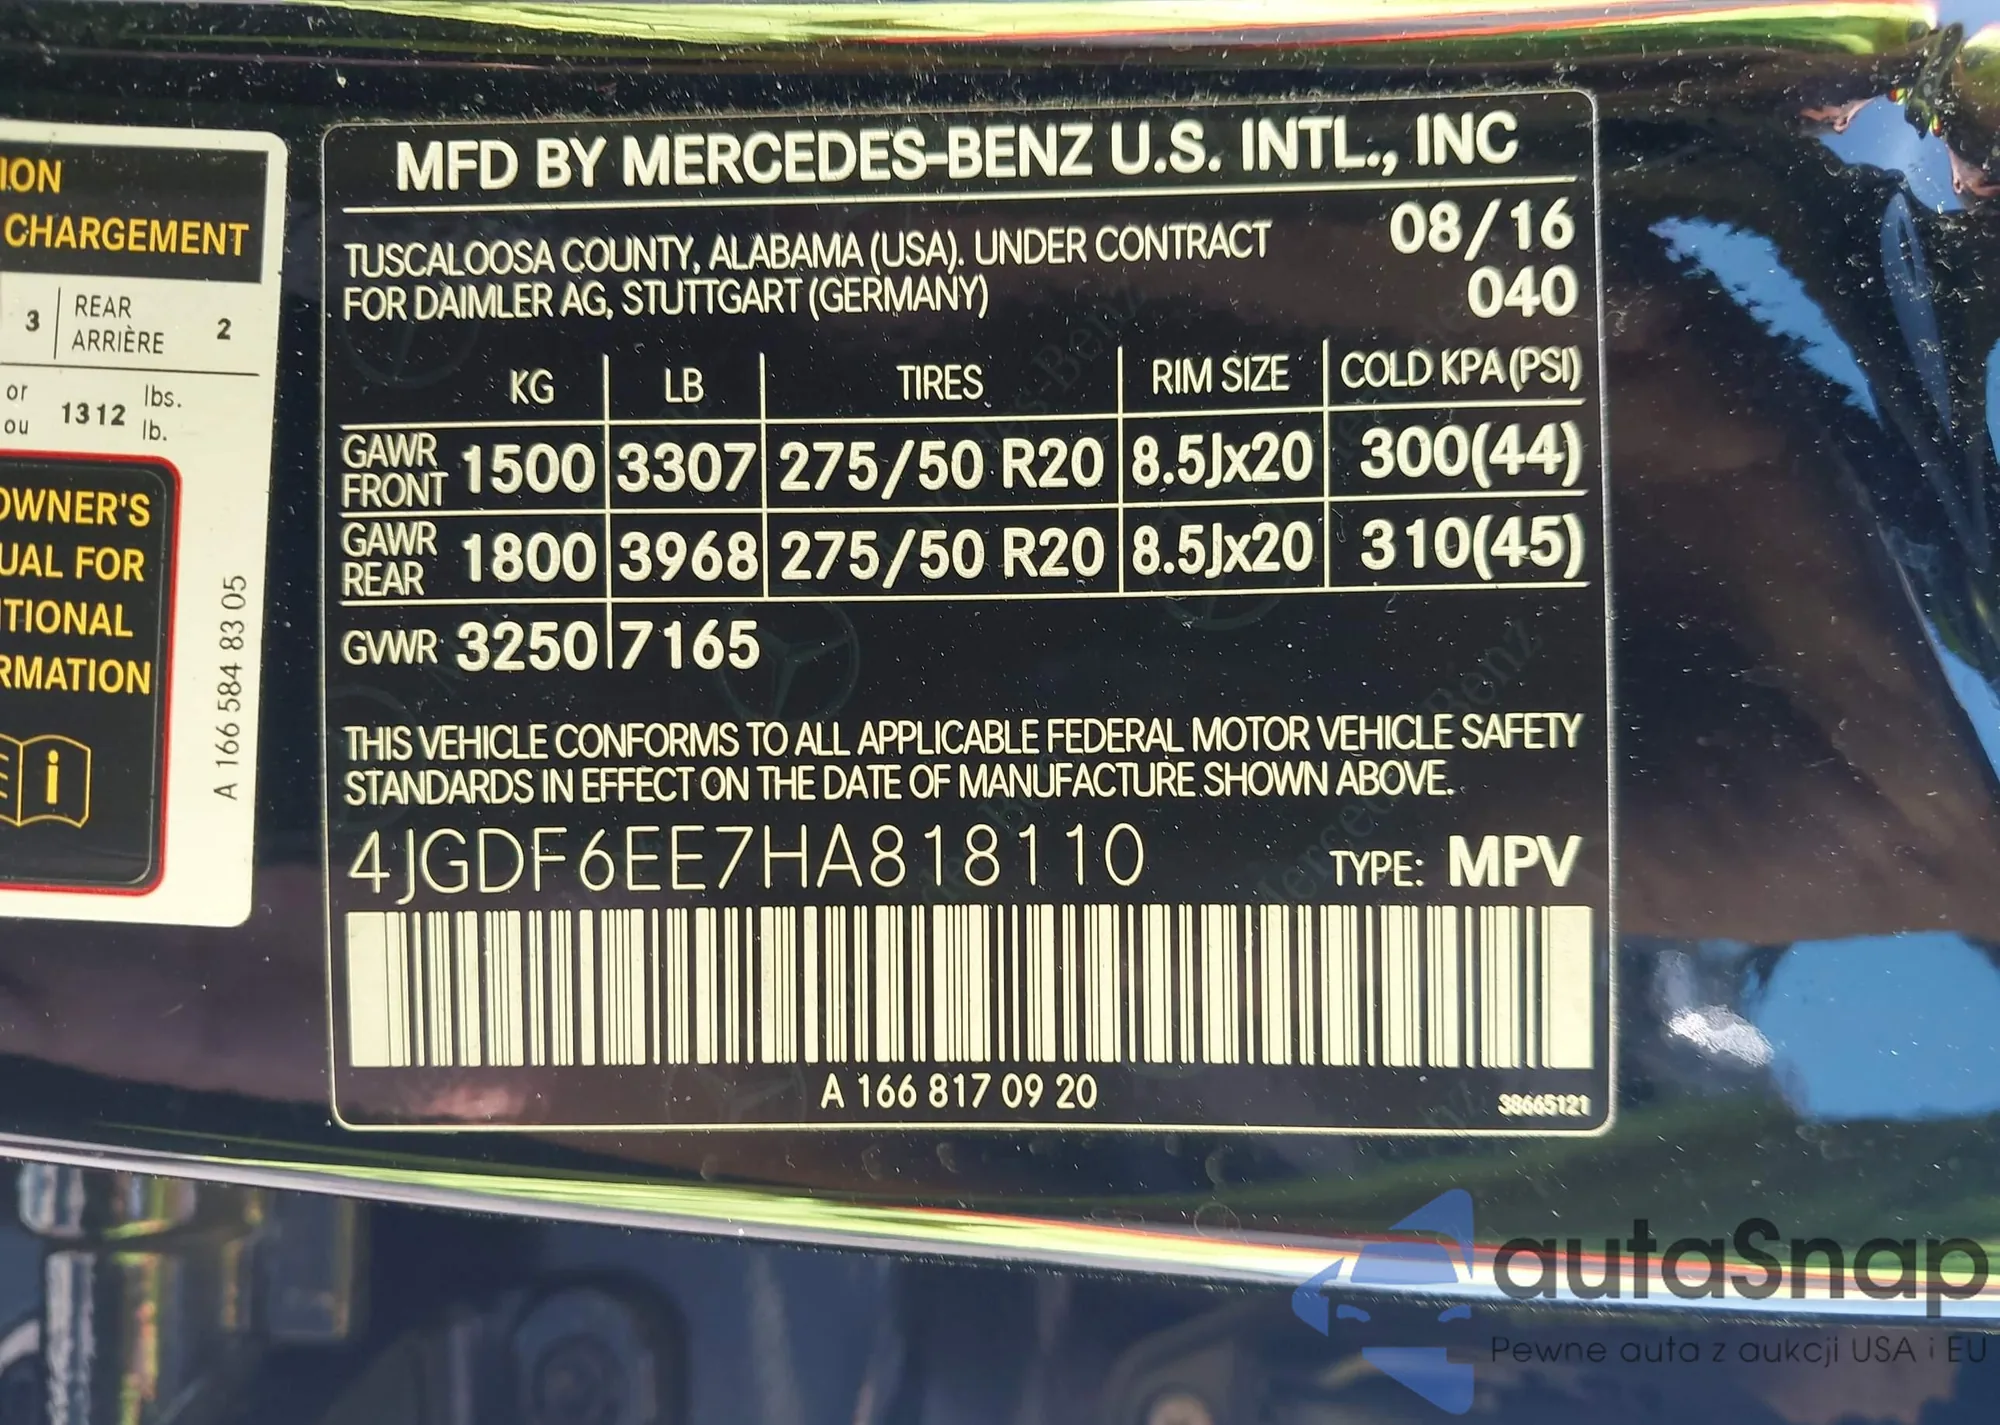 ION
CHARGEMENT
3 REAR ARRIÈRE 2
or ou 1312 lbs. lb.
OWNER'S
UAL FOR
ITIONAL
RMATION
A 166 584 83 05
MFD BY MERCEDES-BENZ U.S. INTL., INC
TUSCALOOSA COUNTY, ALABAMA (USA). UNDER CONTRACT 08/16
FOR DAIMLER AG, STUTTGART (GERMANY) 040
KG LB TIRES RIM SIZE COLD KPA (PSI)
GAWR FRONT 1500 3307 275/50 R20 8.5Jx20 300(44)
GAWR REAR 1800 3968 275/50 R20 8.5Jx20 310(45)
GVWR 3250 7165
THIS VEHICLE CONFORMS TO ALL APPLICABLE FEDERAL MOTOR VEHICLE SAFETY
STANDARDS IN EFFECT ON THE DATE OF MANUFACTURE SHOWN ABOVE.
4JGDF6EE7HA818110 TYPE: MPV
A 166 817 09 20
38665121
autaSnap
Pewne auta z aukcji USA i EU